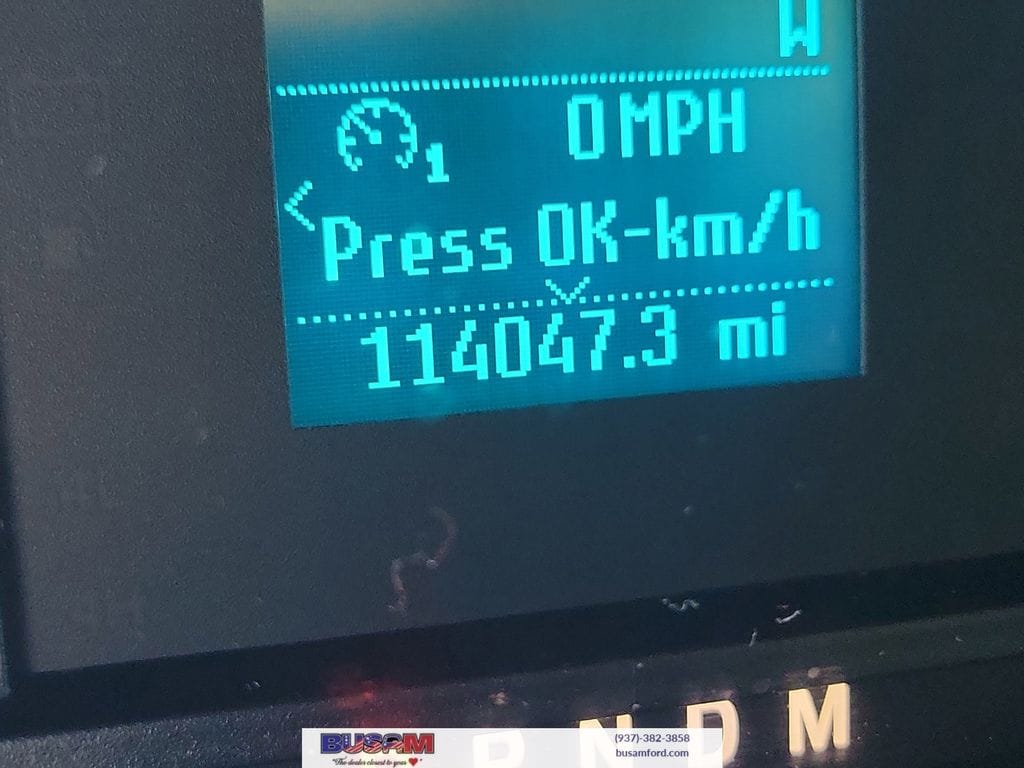 W
0 MPH
1
Press OK-km/h
114047.3 mi
R N D M
BUSAM
"The dealer closest to your ❤"
(937)-382-3858
busamford.com